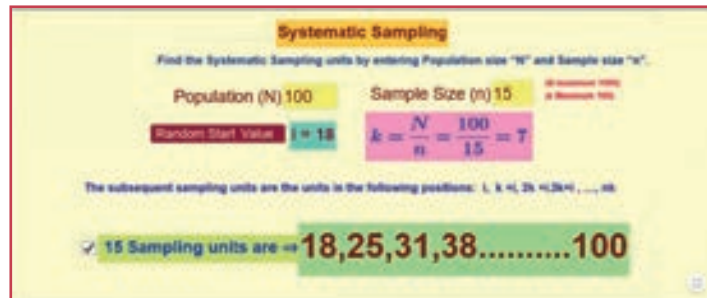 Systematic Sampling
Find the Systematic Sampling units by entering Population size "N" and Sample size "n".
Population (N) 100 Sample Size (n) 15
Random Start Value i = 18 k = N/n = 100/15 = 7
The subsequent sampling units are the units in the following positions: i, k +i, 2k +i,3k+i , ...., nk
15 Sampling units are ⇒ 18,25,31,38..........100